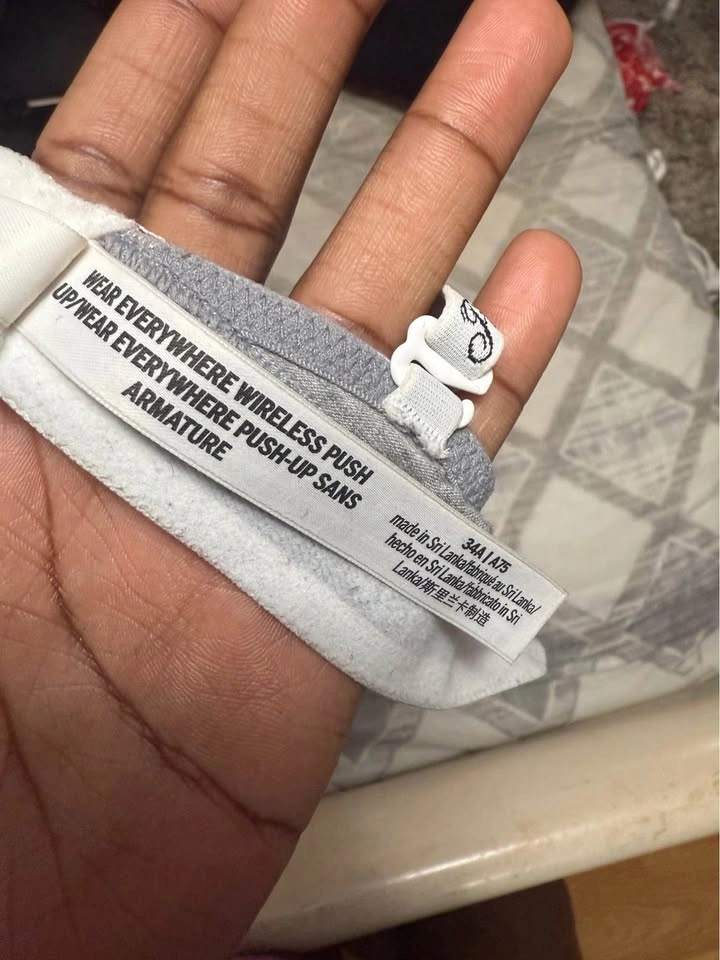 WEAR EVERYWHERE WIRELESS PUSH
UP/WEAR EVERYWHERE PUSH-UP SANS
ARMATURE
34A I A75
made in Sri Lanka/fabriqué au Sri Lanka/
hecho en Sri Lanka/fabbricato in Sri
Lanka/斯里兰卡制造